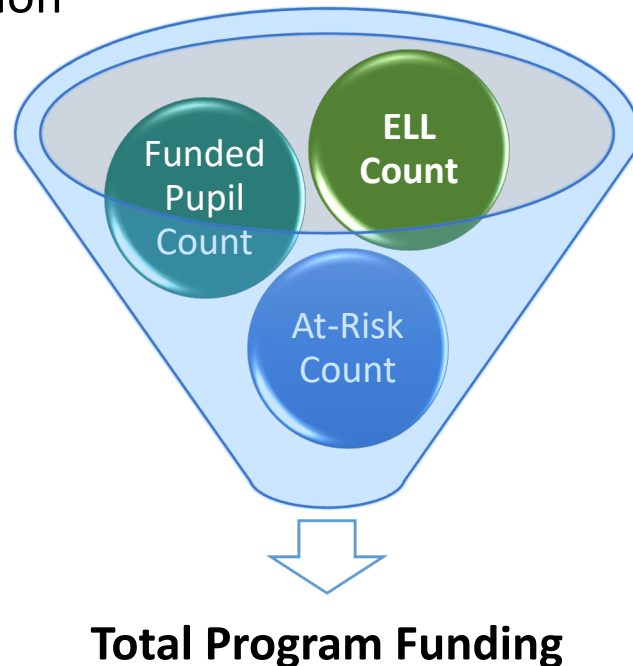 ELL
Count
Funded
Pupil
Count
At-Risk
Count
Total Program Funding